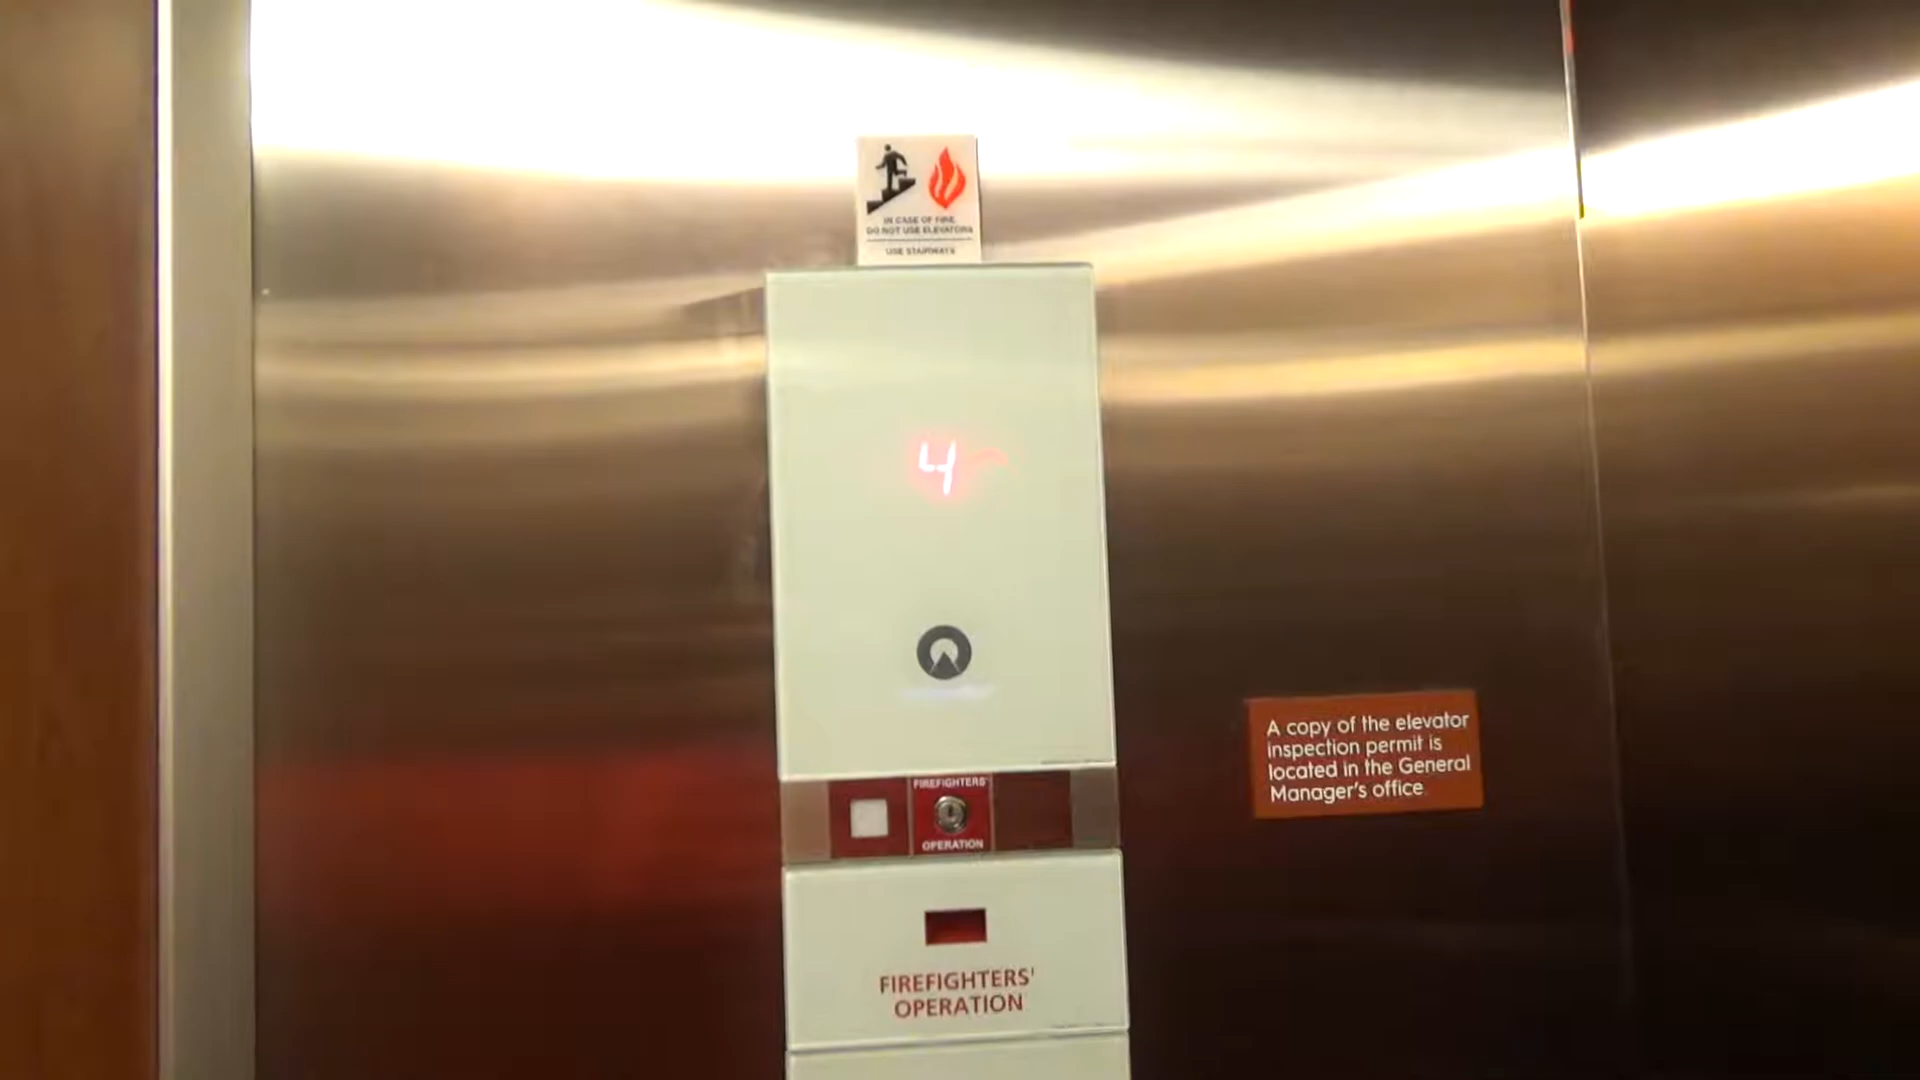 IN CASE OF FIRE
DO NOT USE ELEVATORS
USE STAIRWAYS
4
FIREFIGHTERS'
OPERATION
A copy of the elevator
inspection permit is
located in the General
Manager's office
FIREFIGHTERS'
OPERATION